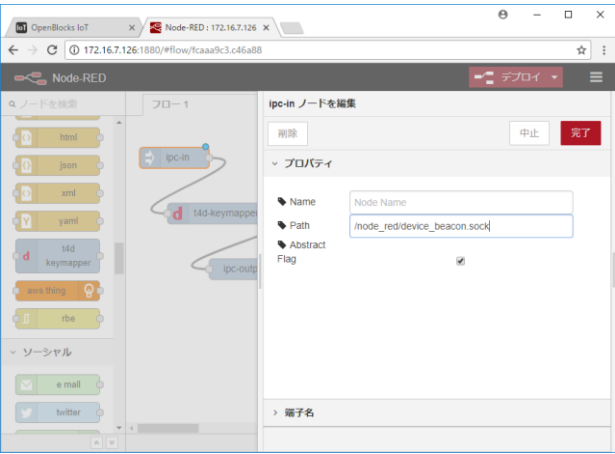 OpenBlocks IoT
Node-RED : 172.16.7.126
172.16.7.126:1880/#flow/fcaaa9c3.c46a88
Node-RED
デプロイ
ノードを検索
フロー 1
ipc-in ノードを編集
html
json
xml
yaml
t4d
keymapper
aws thing
rbe
ソーシャル
e mail
twitter
ipc-in
t4d-keymapper
ipc-outp
削除
中止
完了
プロパティ
Name
Node Name
Path
/node_red/device_beacon.sock
Abstract
Flag
端子名